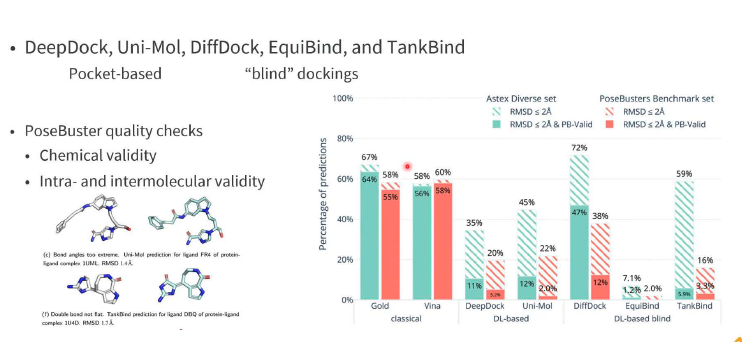 • DeepDock, Uni-Mol, DiffDock, EquiBind, and TankBind
Pocket-based “blind” dockings
• PoseBuster quality checks
• Chemical validity
• Intra- and intermolecular validity
(c) Bond angles too extreme. Uni-Mol prediction for ligand FR4 of protein-
ligand complex 1UML. RMSD 1.4Å.
(f) Double bond not flat. TankBind prediction for ligand DBQ of protein-ligand
complex 1U4D. RMSD 1.7Å.
Astex Diverse set PoseBusters Benchmark set
RMSD ≤ 2Å RMSD ≤ 2Å
RMSD ≤ 2Å & PB-Valid RMSD ≤ 2Å & PB-Valid
Percentage of predictions
100%
80%
60%
40%
20%
0%
67% 58% 58% 60% 35% 20% 45% 22% 72% 38% 7.1% 2.0% 59% 16%
64% 55% 56% 58% 11% 5.2% 12% 2.0% 47% 12% 1.2% 5.9% 3.3%
Gold Vina DeepDock Uni-Mol DiffDock EquiBind TankBind
classical DL-based DL-based blind